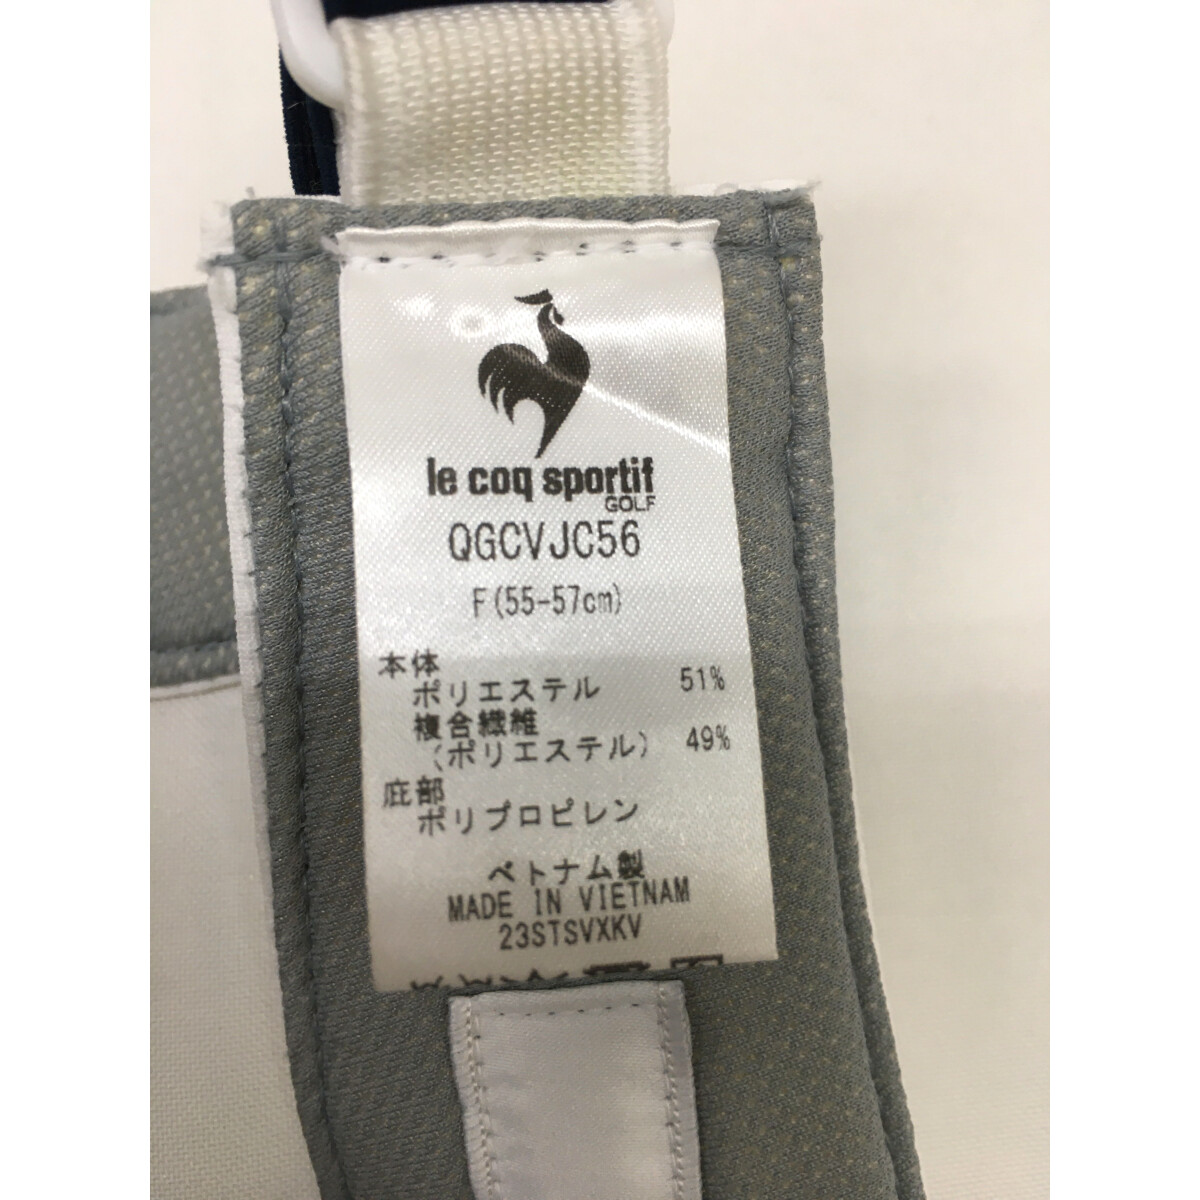 le coq sportif
GOLF
QGCVJC56
F(55-57cm)
本体
ポリエステル 51%
複合繊維
(ポリエステル) 49%
庇部
ポリプロピレン
ベトナム製
MADE IN VIETNAM
23STSVXKV